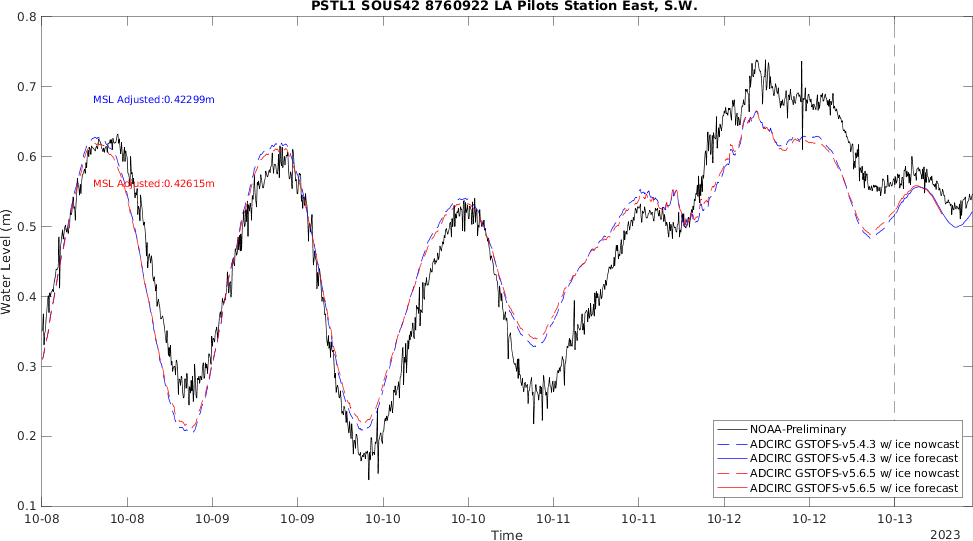 PSTL1 SOUS42 8760922 LA Pilots Station East, S.W.
0.8
0.7
0.6
0.5
0.4
0.3
0.2
0.1
Water Level (m)
MSL Adjusted:0.42299m
MSL Adjusted:0.42615m
NOAA-Preliminary
ADCIRC GSTOFS-v5.4.3 w/ ice nowcast
ADCIRC GSTOFS-v5.4.3 w/ ice forecast
ADCIRC GSTOFS-v5.6.5 w/ ice nowcast
ADCIRC GSTOFS-v5.6.5 w/ ice forecast
10-08 10-08 10-09 10-09 10-10 10-10 10-11 10-11 10-12 10-12 10-13
Time
2023